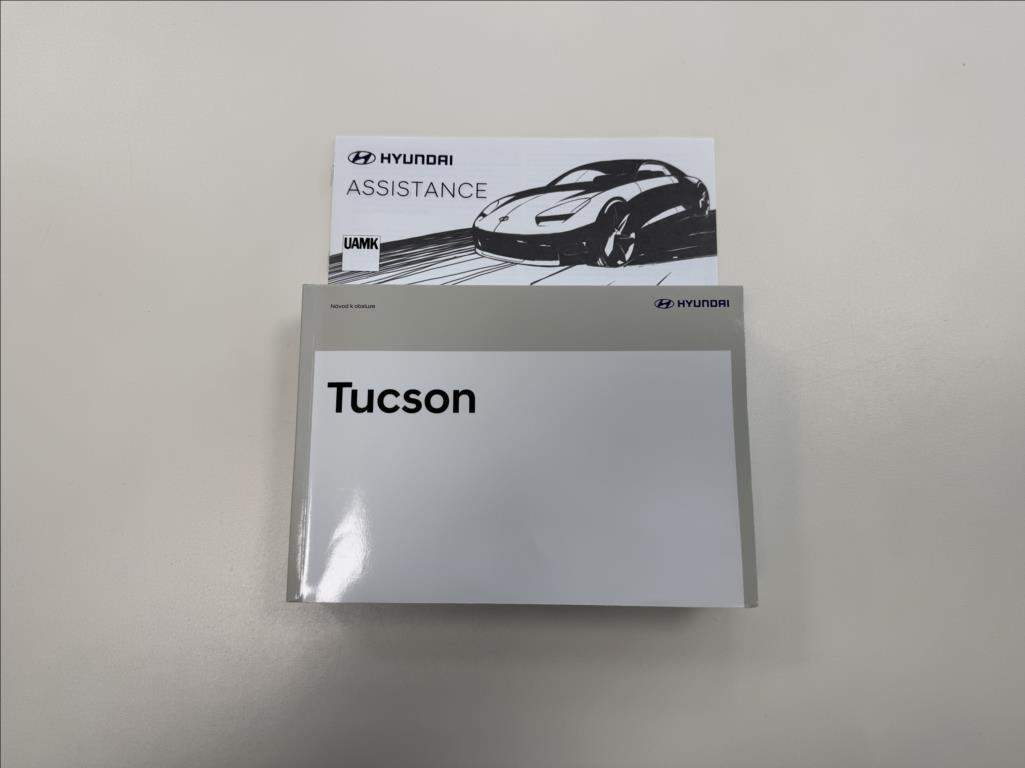 HYUNDAI
ASSISTANCE
UAMK
Návod k obsluze
HYUNDAI
Tucson